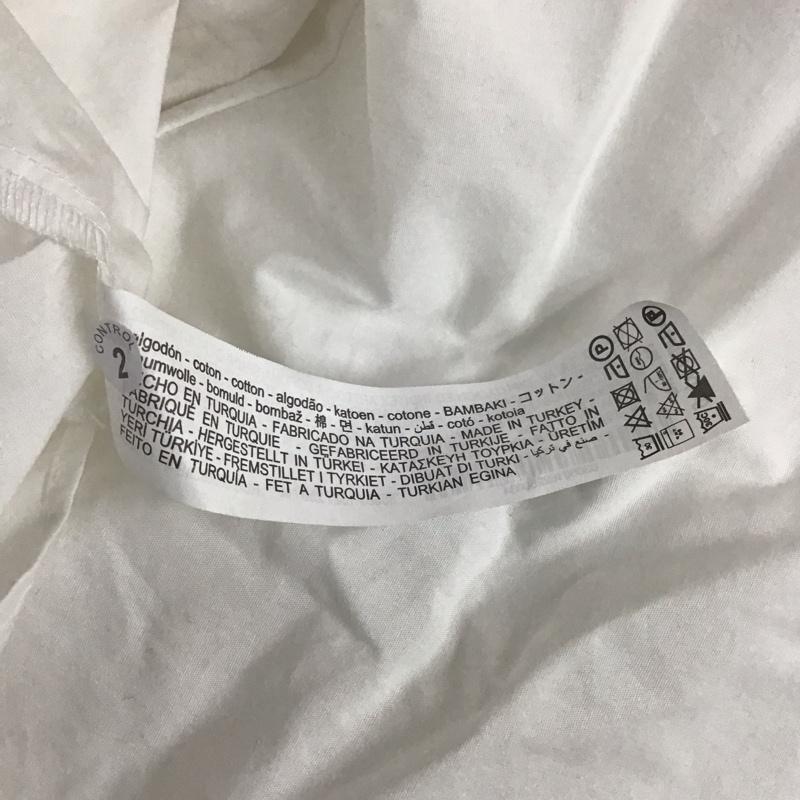 CONTROL
2
algodón - coton - cotton - algodão - katoen - cotone - BAMBAKI - コットン -
baumwolle - bomuld - bombaž - 棉 - 면 - katun - قطن - cotó - kotoia
HECHO EN TURQUIA - FABRICADO NA TURQUIA - MADE IN TURKEY -
FABRIQUÉ EN TURQUIE - GEFABRICEERD IN TURKIJE - FATTO IN
TURCHIA - HERGESTELLT IN TÜRKEI - ΚΑΤΑΣΚΕΥΗ ΤΟΥΡΚΙΑ - ÜRETİM
YERİ TÜRKİYE - FREMSTILLET I TYRKIET - DIBUAT DI TURKI - صنع في تركيا -
FEITO EN TURQUÍA - FET A TURQUIA - TURKIAN EGINA